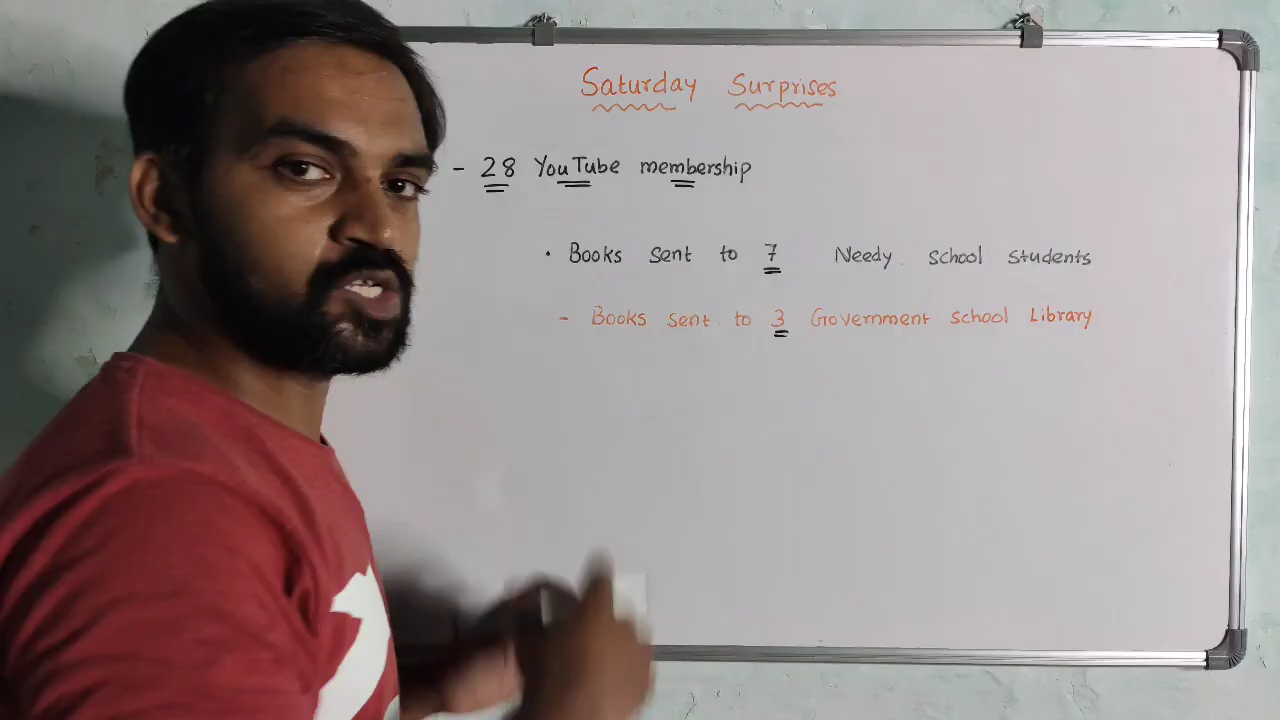 Saturday Surprises
- 28 YouTube membership
• Books sent to 7 Needy school students
- Books sent to 3 Government school Library